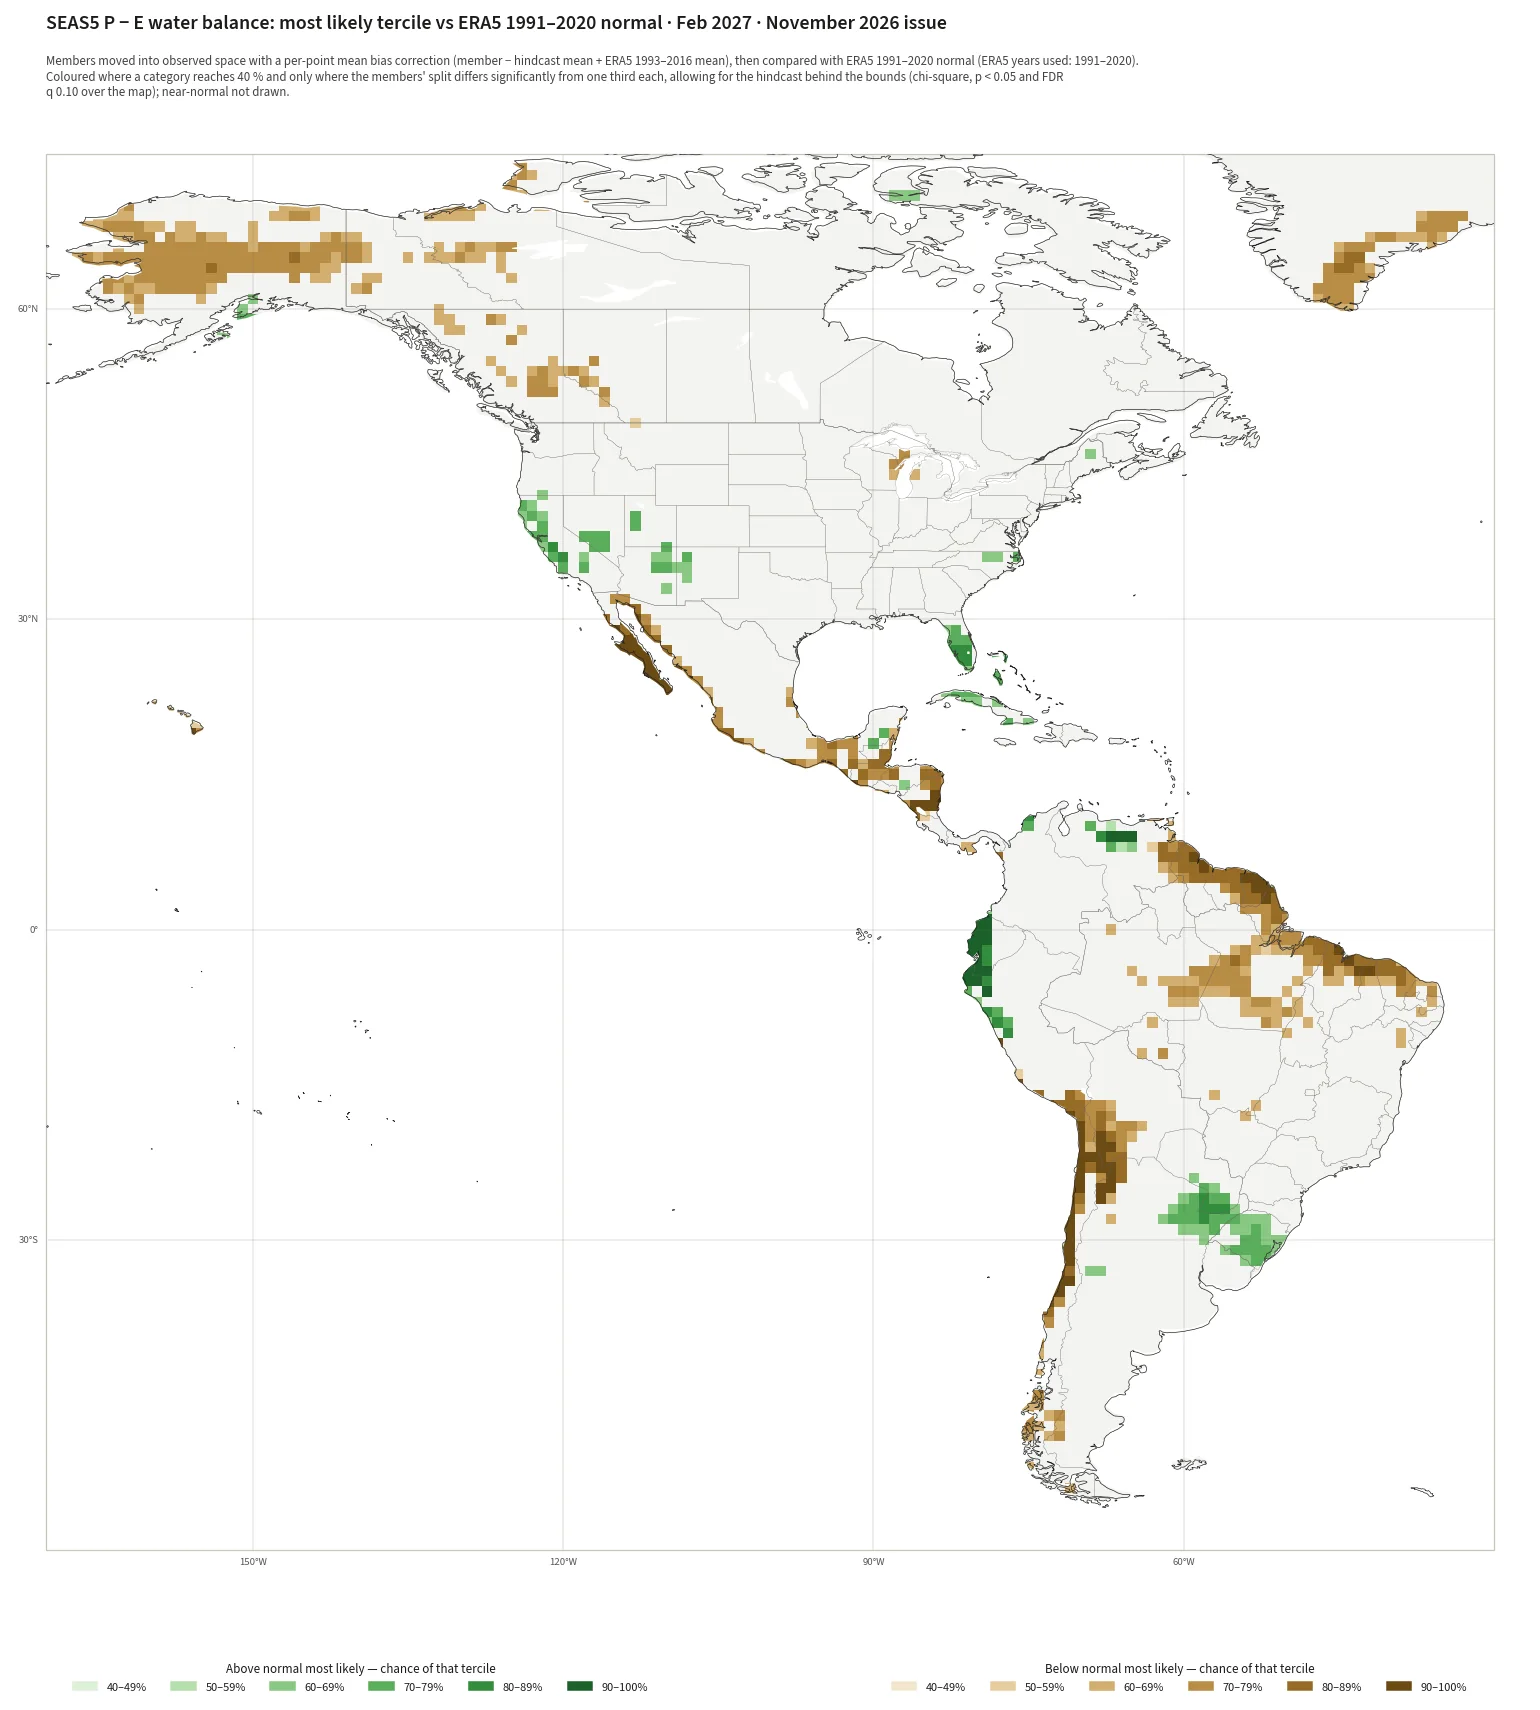 SEAS5 P − E water balance: most likely tercile vs ERA5 1991–2020 normal · Feb 2027 · November 2026 issue
Members moved into observed space with a per-point mean bias correction (member − hindcast mean + ERA5 1993–2016 mean), then compared with ERA5 1991–2020 normal (ERA5 years used: 1991–2020).
Coloured where a category reaches 40 % and only where the members' split differs significantly from one third each, allowing for the hindcast behind the bounds (chi-square, p < 0.05 and FDR
q 0.10 over the map); near-normal not drawn.
60°N
30°N
0°
30°S
150°W 120°W 90°W 60°W
Above normal most likely — chance of that tercile
40–49% 50–59% 60–69% 70–79% 80–89% 90–100%
Below normal most likely — chance of that tercile
40–49% 50–59% 60–69% 70–79% 80–89% 90–100%